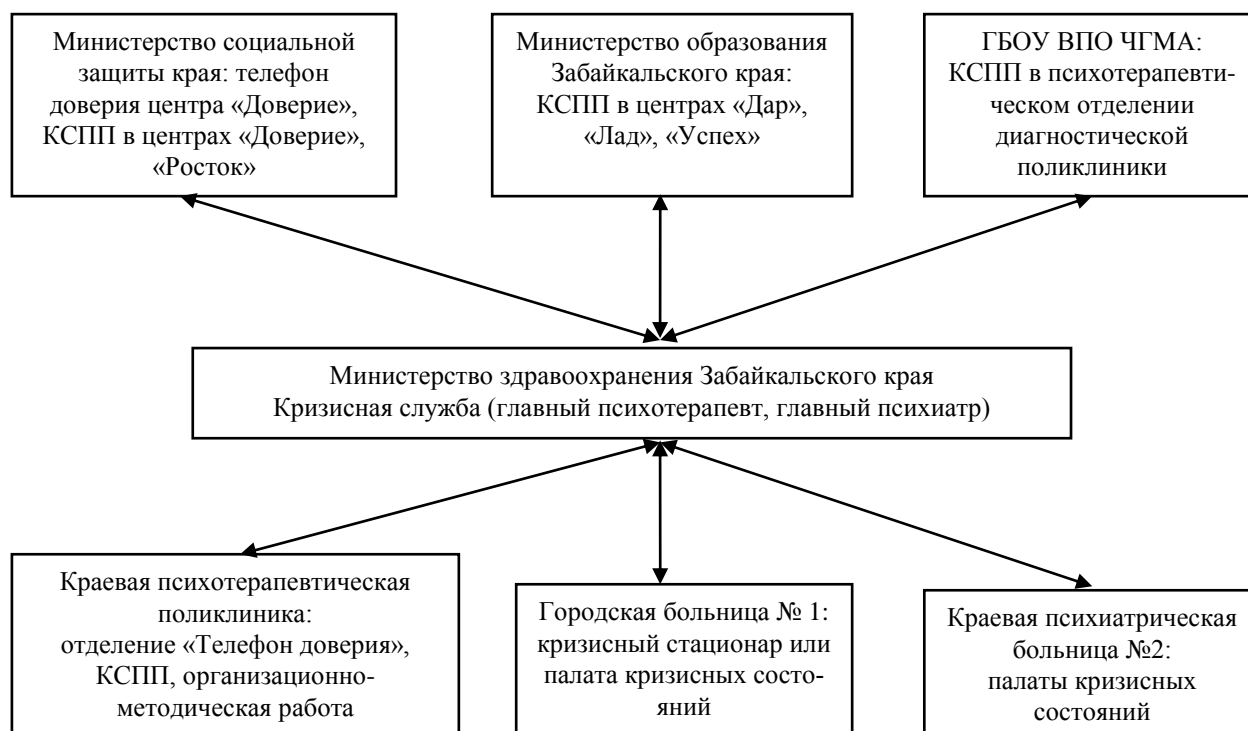 Министерство социальной
защиты края: телефон
доверия центра «Доверие»,
КСПП в центрах «Доверие»,
«Росток»
Министерство образования
Забайкальского края:
КСПП в центрах «Дар»,
«Лад», «Успех»
ГБОУ ВПО ЧГМА:
КСПП в психотерапевти-
ческом отделении
диагностической
поликлиники
Министерство здравоохранения Забайкальского края
Кризисная служба (главный психотерапевт, главный психиатр)
Краевая психотерапевтическая
поликлиника:
отделение «Телефон доверия»,
КСПП, организационно-
методическая работа
Городская больница № 1:
кризисный стационар или
палата кризисных состо-
яний
Краевая психиатрическая
больница №2:
палаты кризисных
состояний